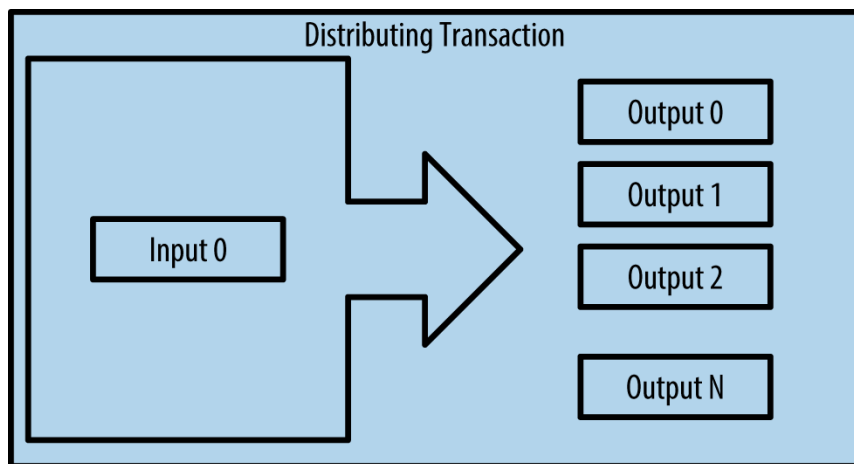 Distributing Transaction
Input 0
Output 0
Output 1
Output 2
Output N